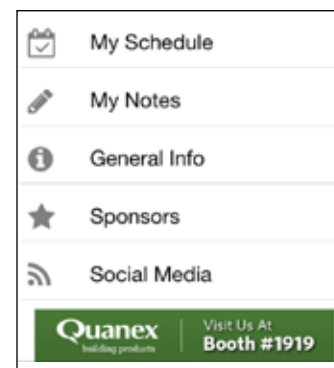 My Schedule
My Notes
General Info
Sponsors
Social Media
Quanex
building products
Visit Us At
Booth #1919